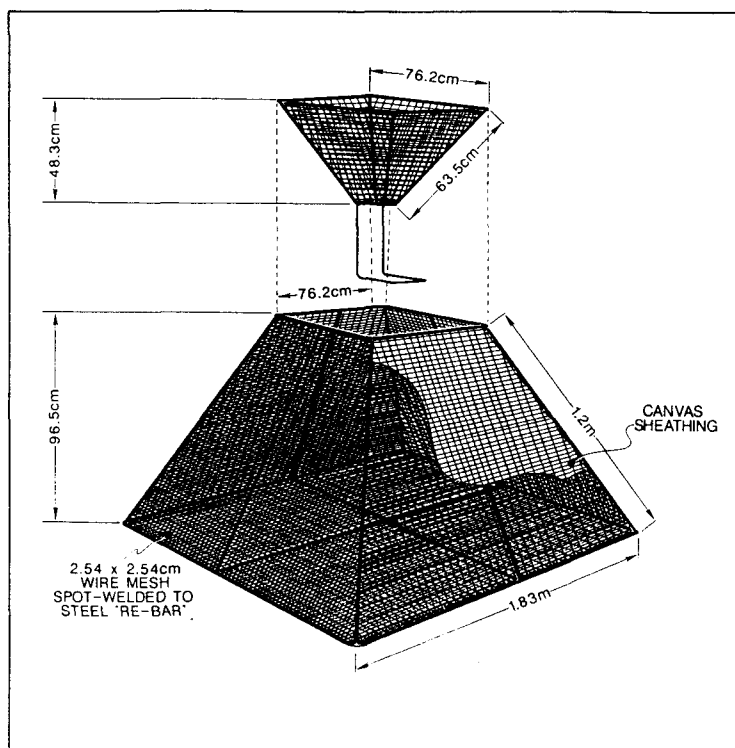 76.2cm
48.3cm
63.5cm
76.2cm
96.5cm
1.2m
CANVAS
SHEATHING
2.54 x 2.54cm
WIRE MESH
SPOT-WELDED TO
STEEL 'RE-BAR'
1.83m